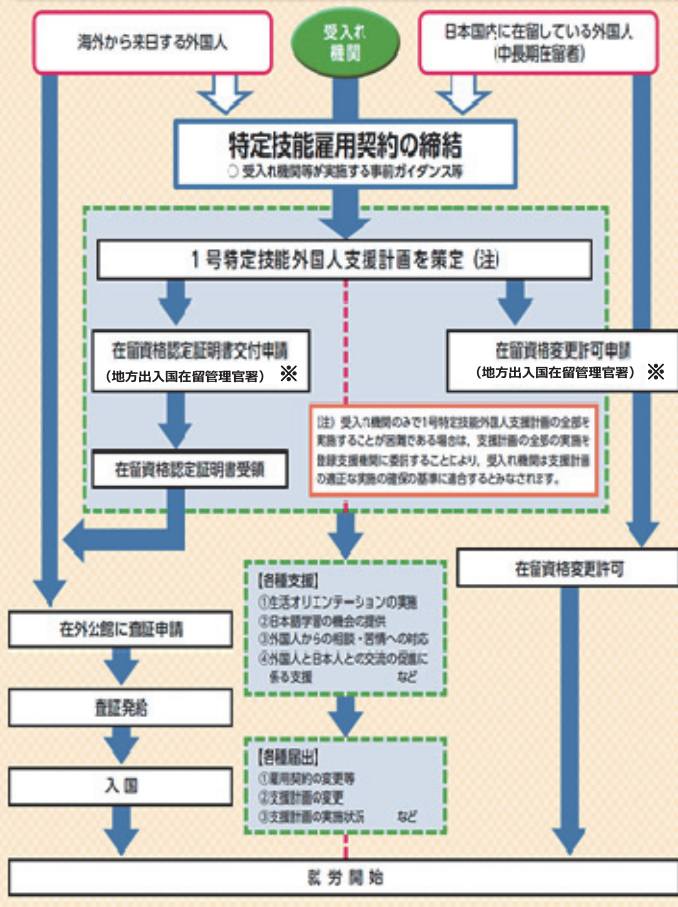 海外から来日する外国人
受入れ
機関
日本国内に在留している外国人
(中長期在留者)
特定技能雇用契約の締結
○ 受入れ機関等が実施する事前ガイダンス等
1号特定技能外国人支援計画を策定（注）
在留資格認定証明書交付申請
（地方出入国在留管理官署） ※
在留資格変更許可申請
（地方出入国在留管理官署） ※
在留資格認定証明書受領
（注）受入れ機関のみで1号特定技能外国人支援計画の全部を
実施することが困難である場合は、支援計画の全部の実施を
登録支援機関に委託することにより、受入れ機関は支援計画
の適正な実施の確保の基準に適合するとみなされます。
在留資格変更許可
在外公館に査証申請
査証発給
入国
【各種支援】
①生活オリエンテーションの実施
②日本語学習の機会の提供
③外国人からの相談・苦情への対応
④外国人と日本人との交流の促進に
係る支援 など
【各種届出】
①雇用契約の変更等
②支援計画の変更
③支援計画の実施状況 など
就労開始